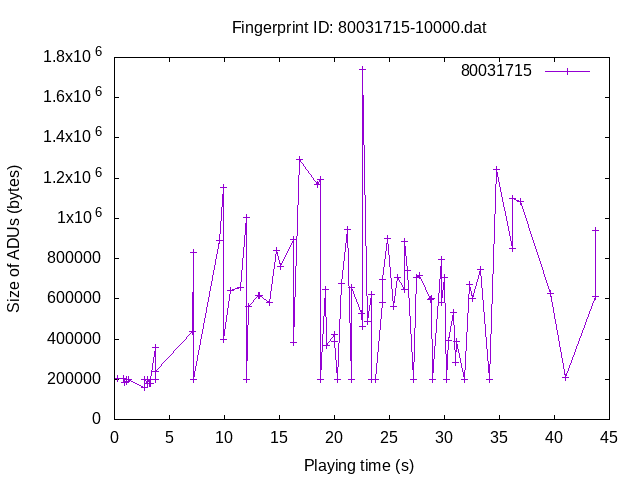 Fingerprint ID: 80031715-10000.dat
80031715
1.8x10 6
1.6x10 6
1.4x10 6
1.2x10 6
1x10 6
800000
600000
400000
200000
0
Size of ADUs (bytes)
0 5 10 15 20 25 30 35 40 45
Playing time (s)